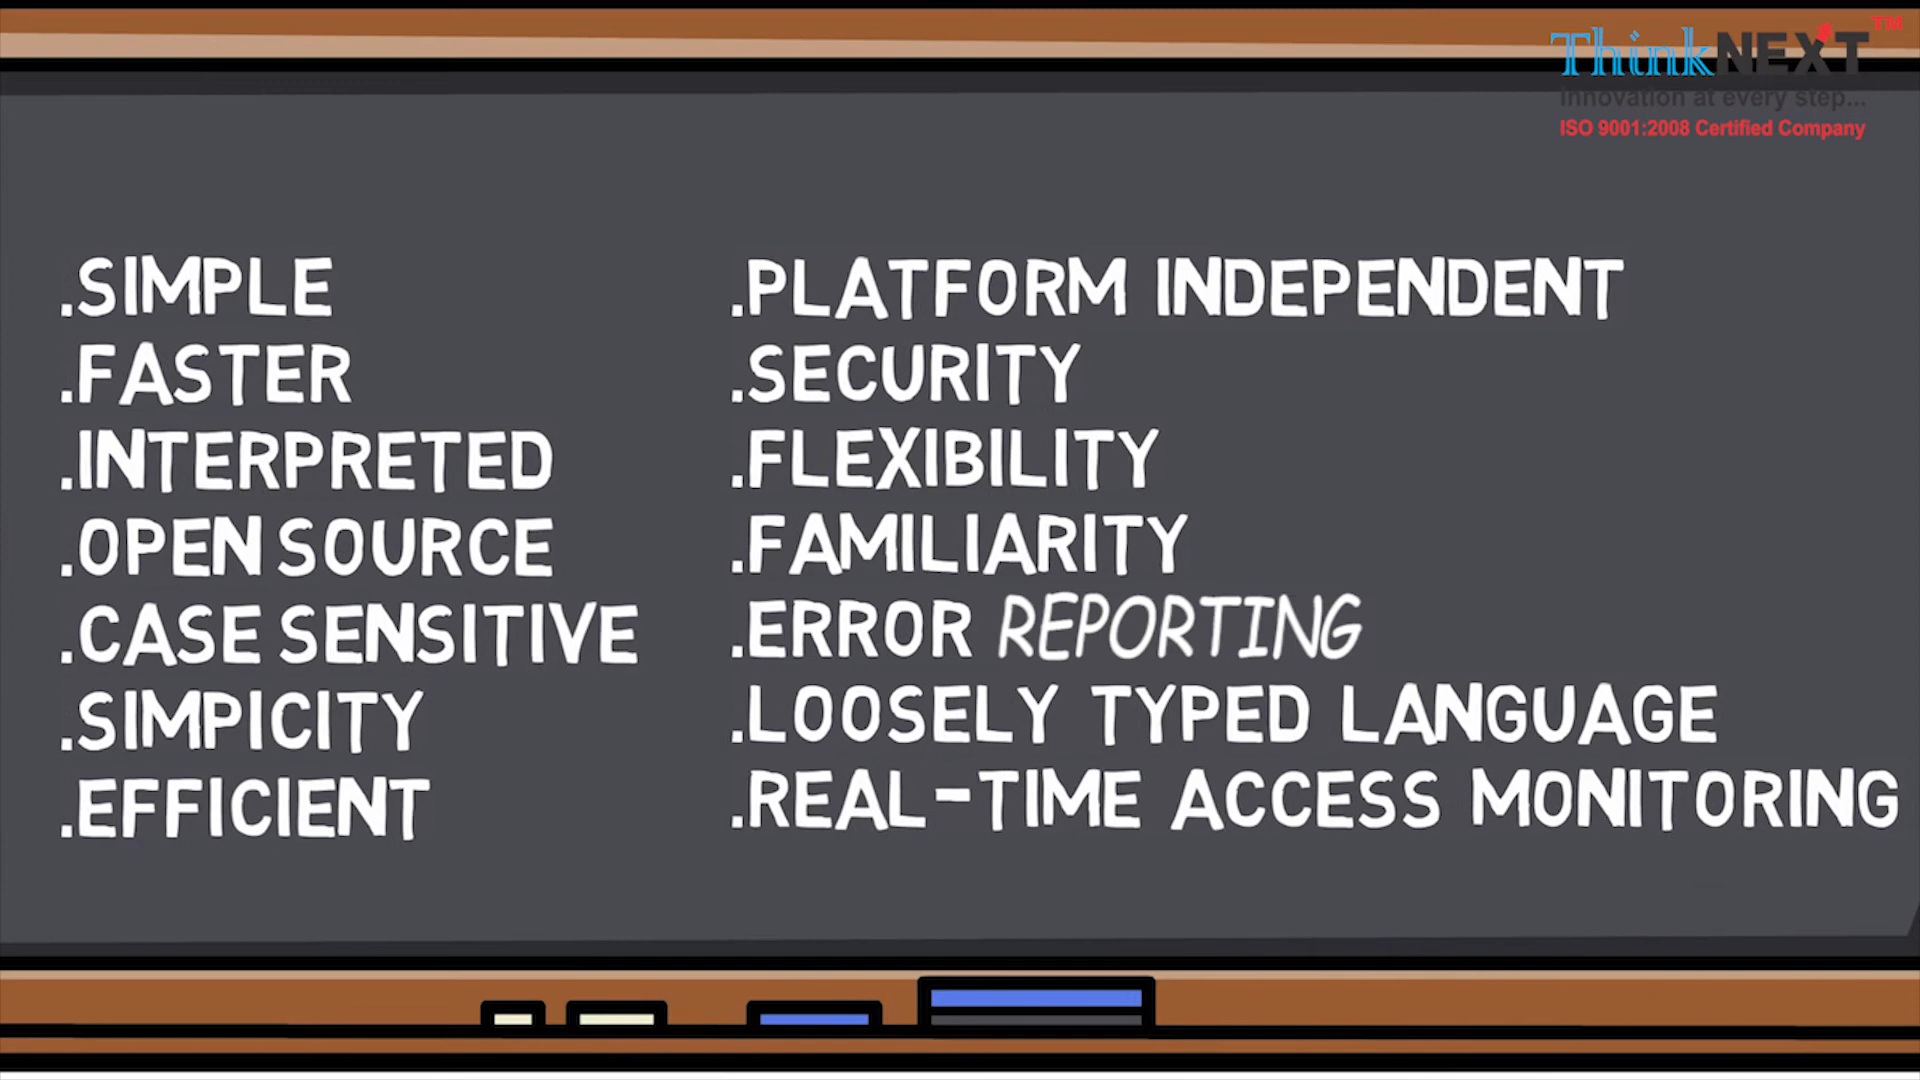 ThinkNEXT™
innovation at every step...
ISO 9001:2008 Certified Company
.SIMPLE
.FASTER
.INTERPRETED
.OPEN SOURCE
.CASE SENSITIVE
.SIMPICITY
.EFFICIENT
.PLATFORM INDEPENDENT
.SECURITY
.FLEXIBILITY
.FAMILIARITY
.ERROR REPORTING
.LOOSELY TYPED LANGUAGE
.REAL-TIME ACCESS MONITORING